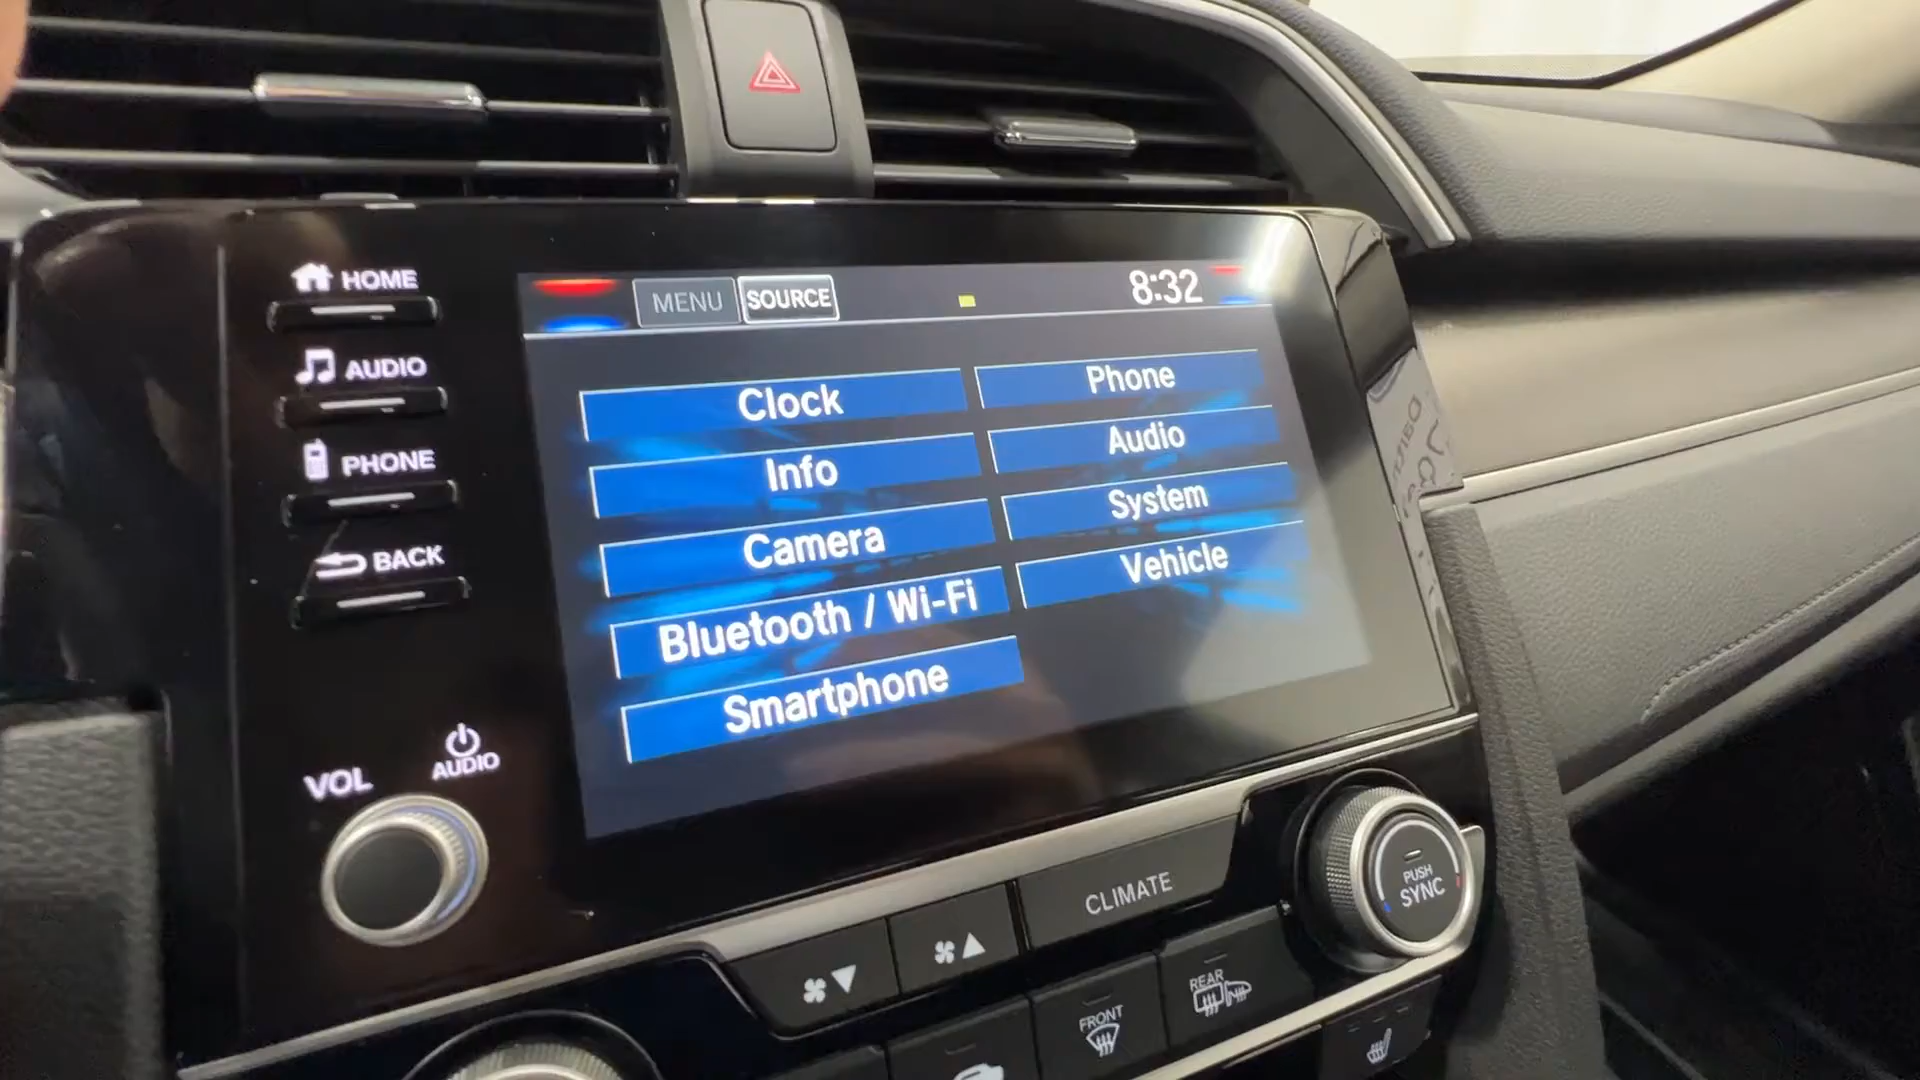 HOME
AUDIO
PHONE
BACK
VOL
AUDIO
MENU
SOURCE
8:32
Clock
Phone
Info
Audio
Camera
System
Bluetooth / Wi-Fi
Vehicle
Smartphone
CLIMATE
PUSH
SYNC
FRONT
REAR